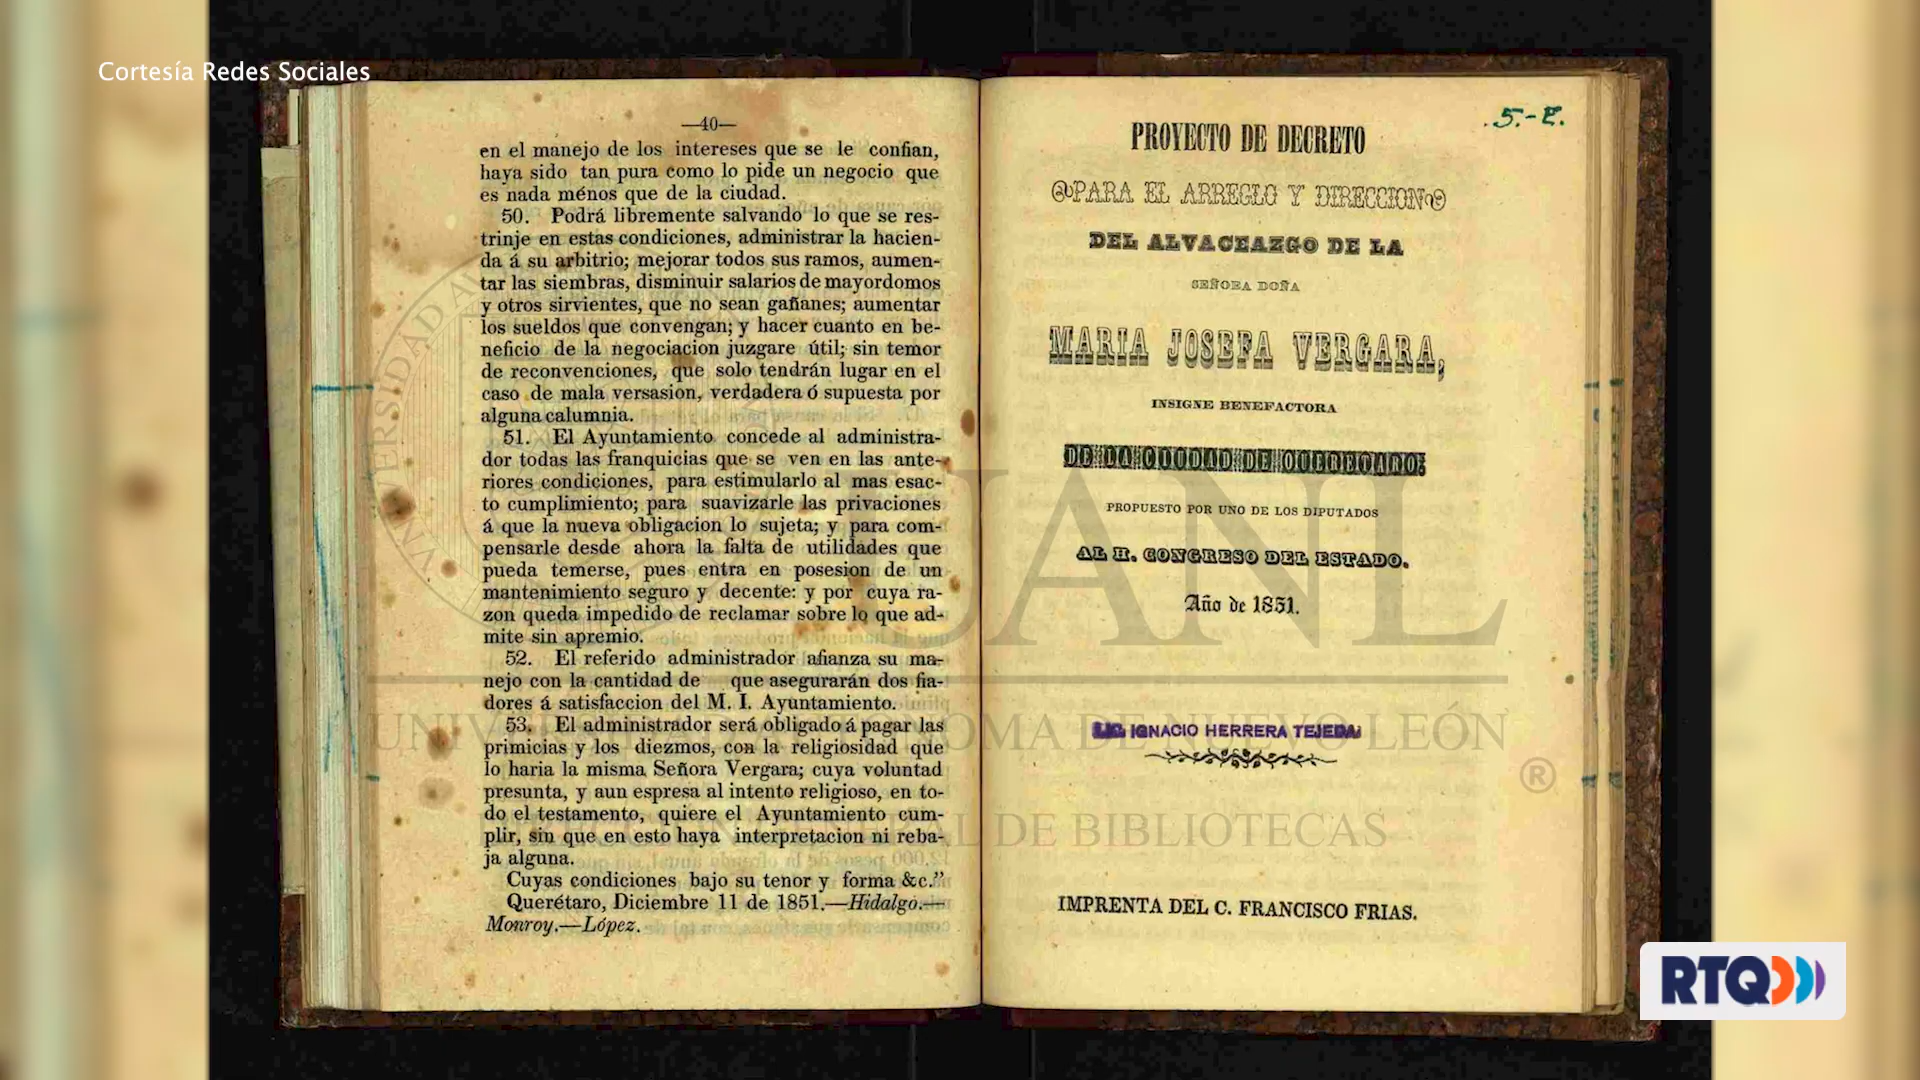 Cortesía Redes Sociales
—40—
en el manejo de los intereses que se le confian,
haya sido tan pura como lo pide un negocio que
es nada ménos que de la ciudad.
50. Podrá libremente salvando lo que se res-
trinje en estas condiciones, administrar la hacien-
da á su arbitrio; mejorar todos sus ramos, aumen-
tar las siembras, disminuir salarios de mayordomos
y otros sirvientes, que no sean gañanes; aumentar
los sueldos que convengan; y hacer cuanto en be-
neficio de la negociacion juzgare útil; sin temor
de reconvenciones, que solo tendrán lugar en el
caso de mala versasion, verdadera ó supuesta por
alguna calumnia.
51. El Ayuntamiento concede al administra-
dor todas las franquicias que se ven en las ante-
riores condiciones, para estimularlo al mas esac-
to cumplimiento; para suavizarle las privaciones
á que la nueva obligacion lo sujeta; y para com-
pensarle desde ahora la falta de utilidades que
pueda temerse, pues entra en posesion de un
mantenimiento seguro y decente: y por cuya ra-
zon queda impedido de reclamar sobre lo que ad-
mite sin apremio.
52. El referido administrador afianza su ma-
nejo con la cantidad de que asegurarán dos fia-
dores á satisfaccion del M. I. Ayuntamiento.
53. El administrador será obligado á pagar las
primicias y los diezmos, con la religiosidad que
lo haria la misma Señora Vergara; cuya voluntad
presunta, y aun espresa al intento religioso, en to-
do el testamento, quiere el Ayuntamiento cum-
plir, sin que en esto haya interpretacion ni reba-
ja alguna.
Cuyas condiciones bajo su tenor y forma &c."
Querétaro, Diciembre 11 de 1851.—Hidalgo.—
Monroy.—López.
5.-E.
PROYECTO DE DECRETO
PARA EL ARREGLO Y DIRECCION
DEL ALVACEAZGO DE LA
SEÑORA DOÑA
MARIA JOSEFA VERGARA,
INSIGNE BENEFACTORA
DE LA CIUDAD DE QUERETARO:
PROPUESTO POR UNO DE LOS DIPUTADOS
AL H. CONGRESO DEL ESTADO.
Año de 1851.
LIC. IGNACIO HERRERA TEJEDA
IMPRENTA DEL C. FRANCISCO FRIAS.
UANL
DE NUEVO LEÓN
®
DE BIBLIOTECAS
RTQ